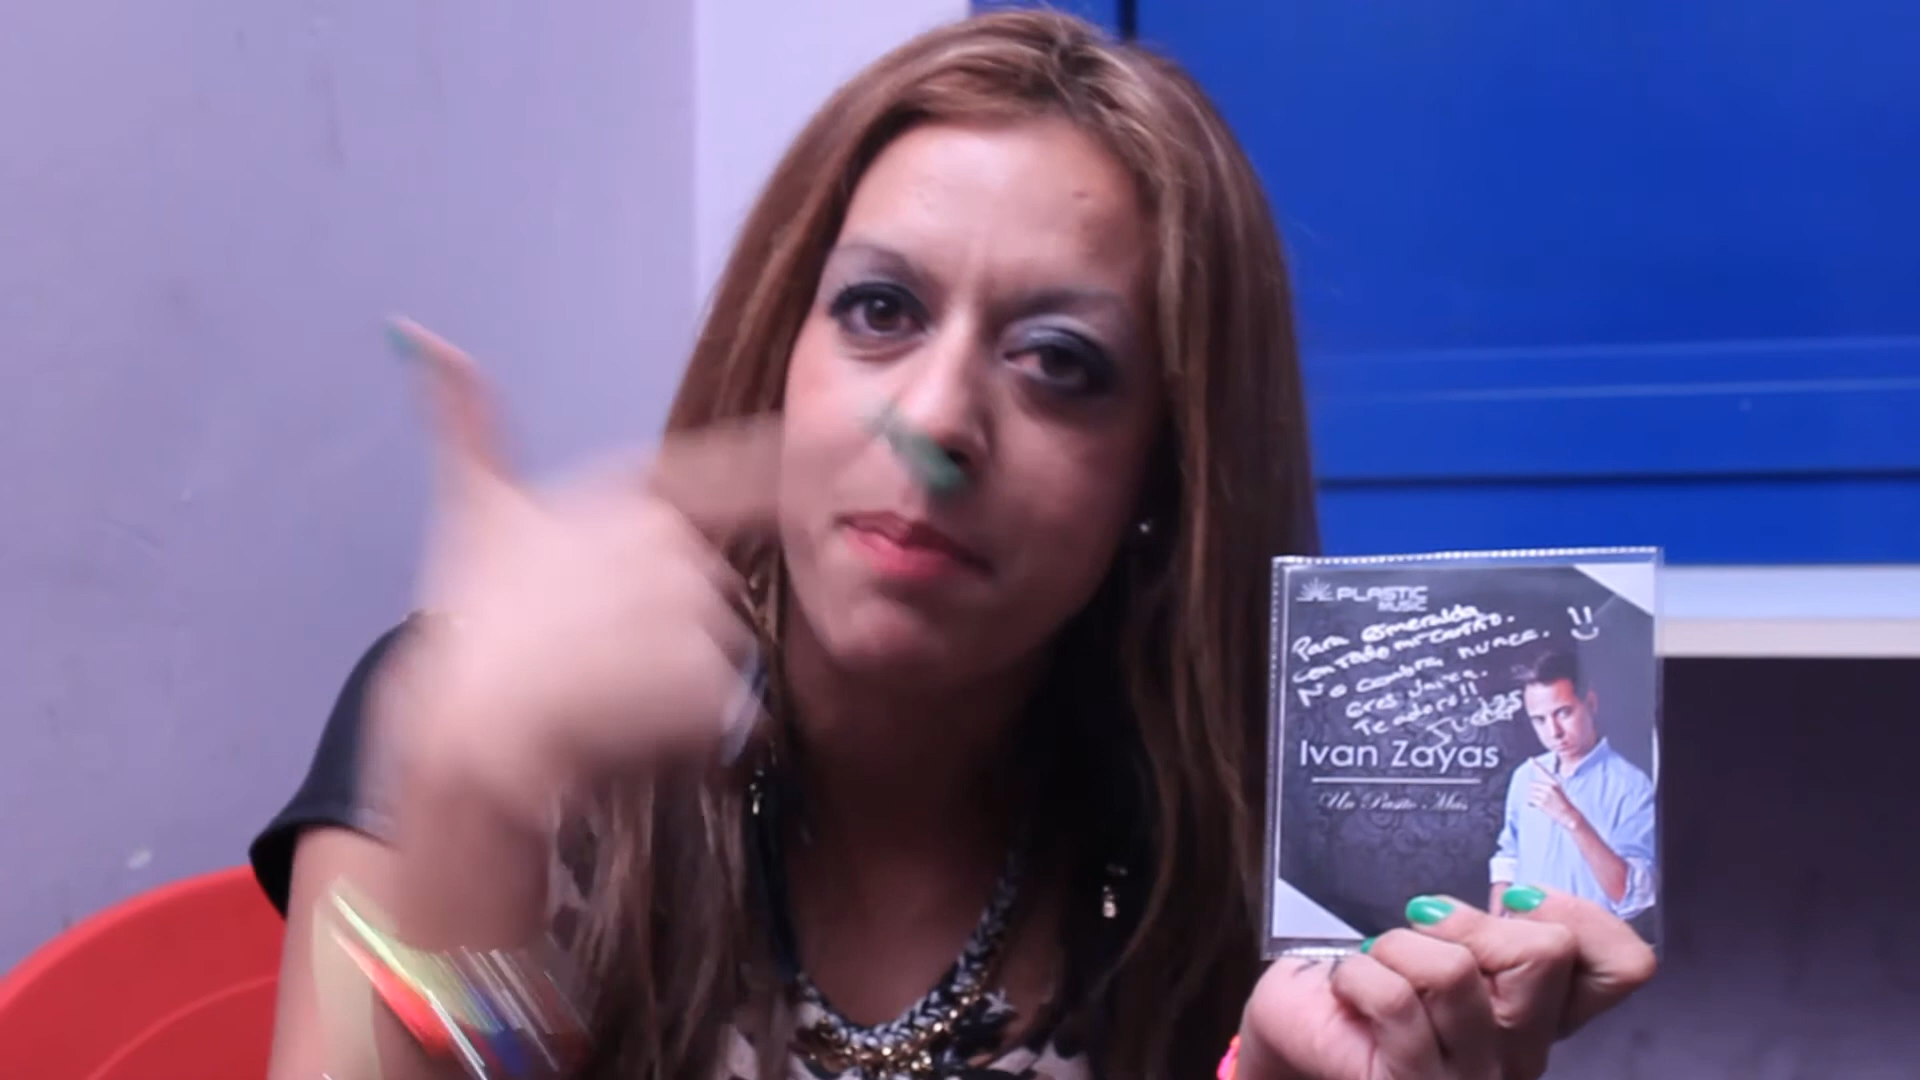 PLASTIC
MUSIC
Para Esmeralda
con todo mi cariño.
No cambies nunca.
eres única.
Te adoro!!
Ivan Zayas
Un Pasito Más